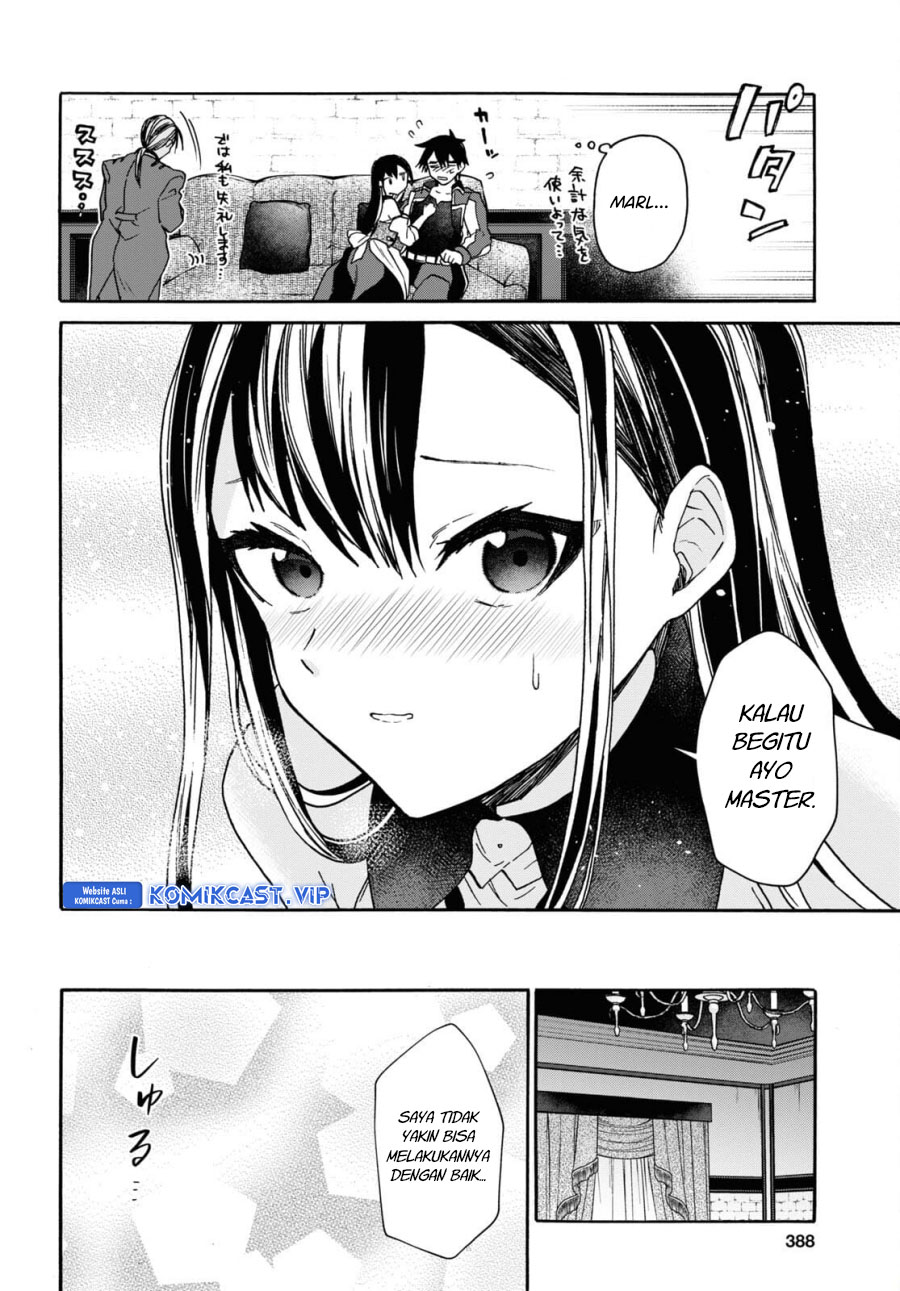 パタン
MARL...
余計な気を
使いよって…
カーッ
では私も失礼します…
ススス…
KALAU
BEGITU
AYO
MASTER.
Website ASLI
KOMIKCAST Cuma :
KOMIKCAST.VIP
388
SAYA TIDAK
YAKIN BISA
MELAKUKANNYA
DENGAN BAIK...
しゅる…